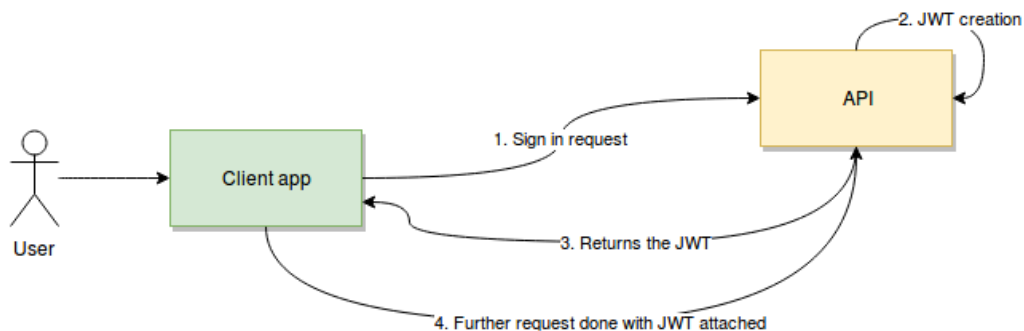 2. JWT creation
API
1. Sign in request
Client app
User
3. Returns the JWT
4. Further request done with JWT attached